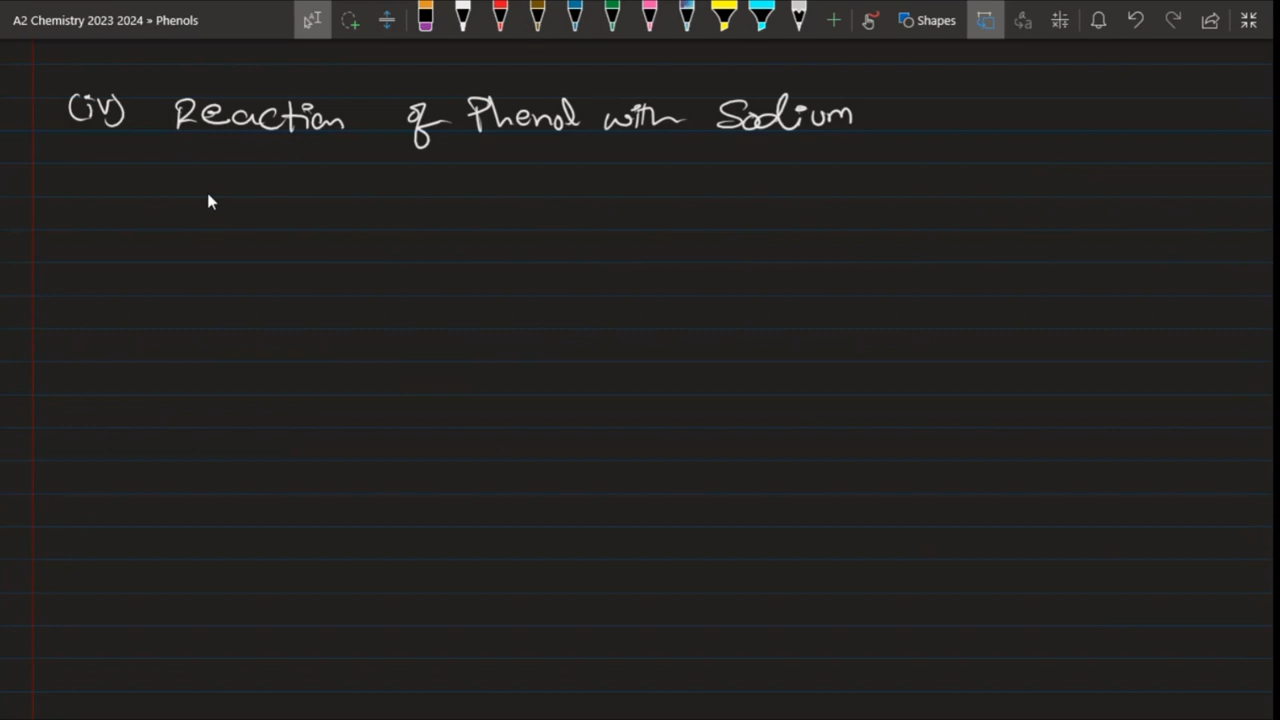 A2 Chemistry 2023 2024 » Phenols
Shapes
(iv) Reaction of Phenol with Sodium